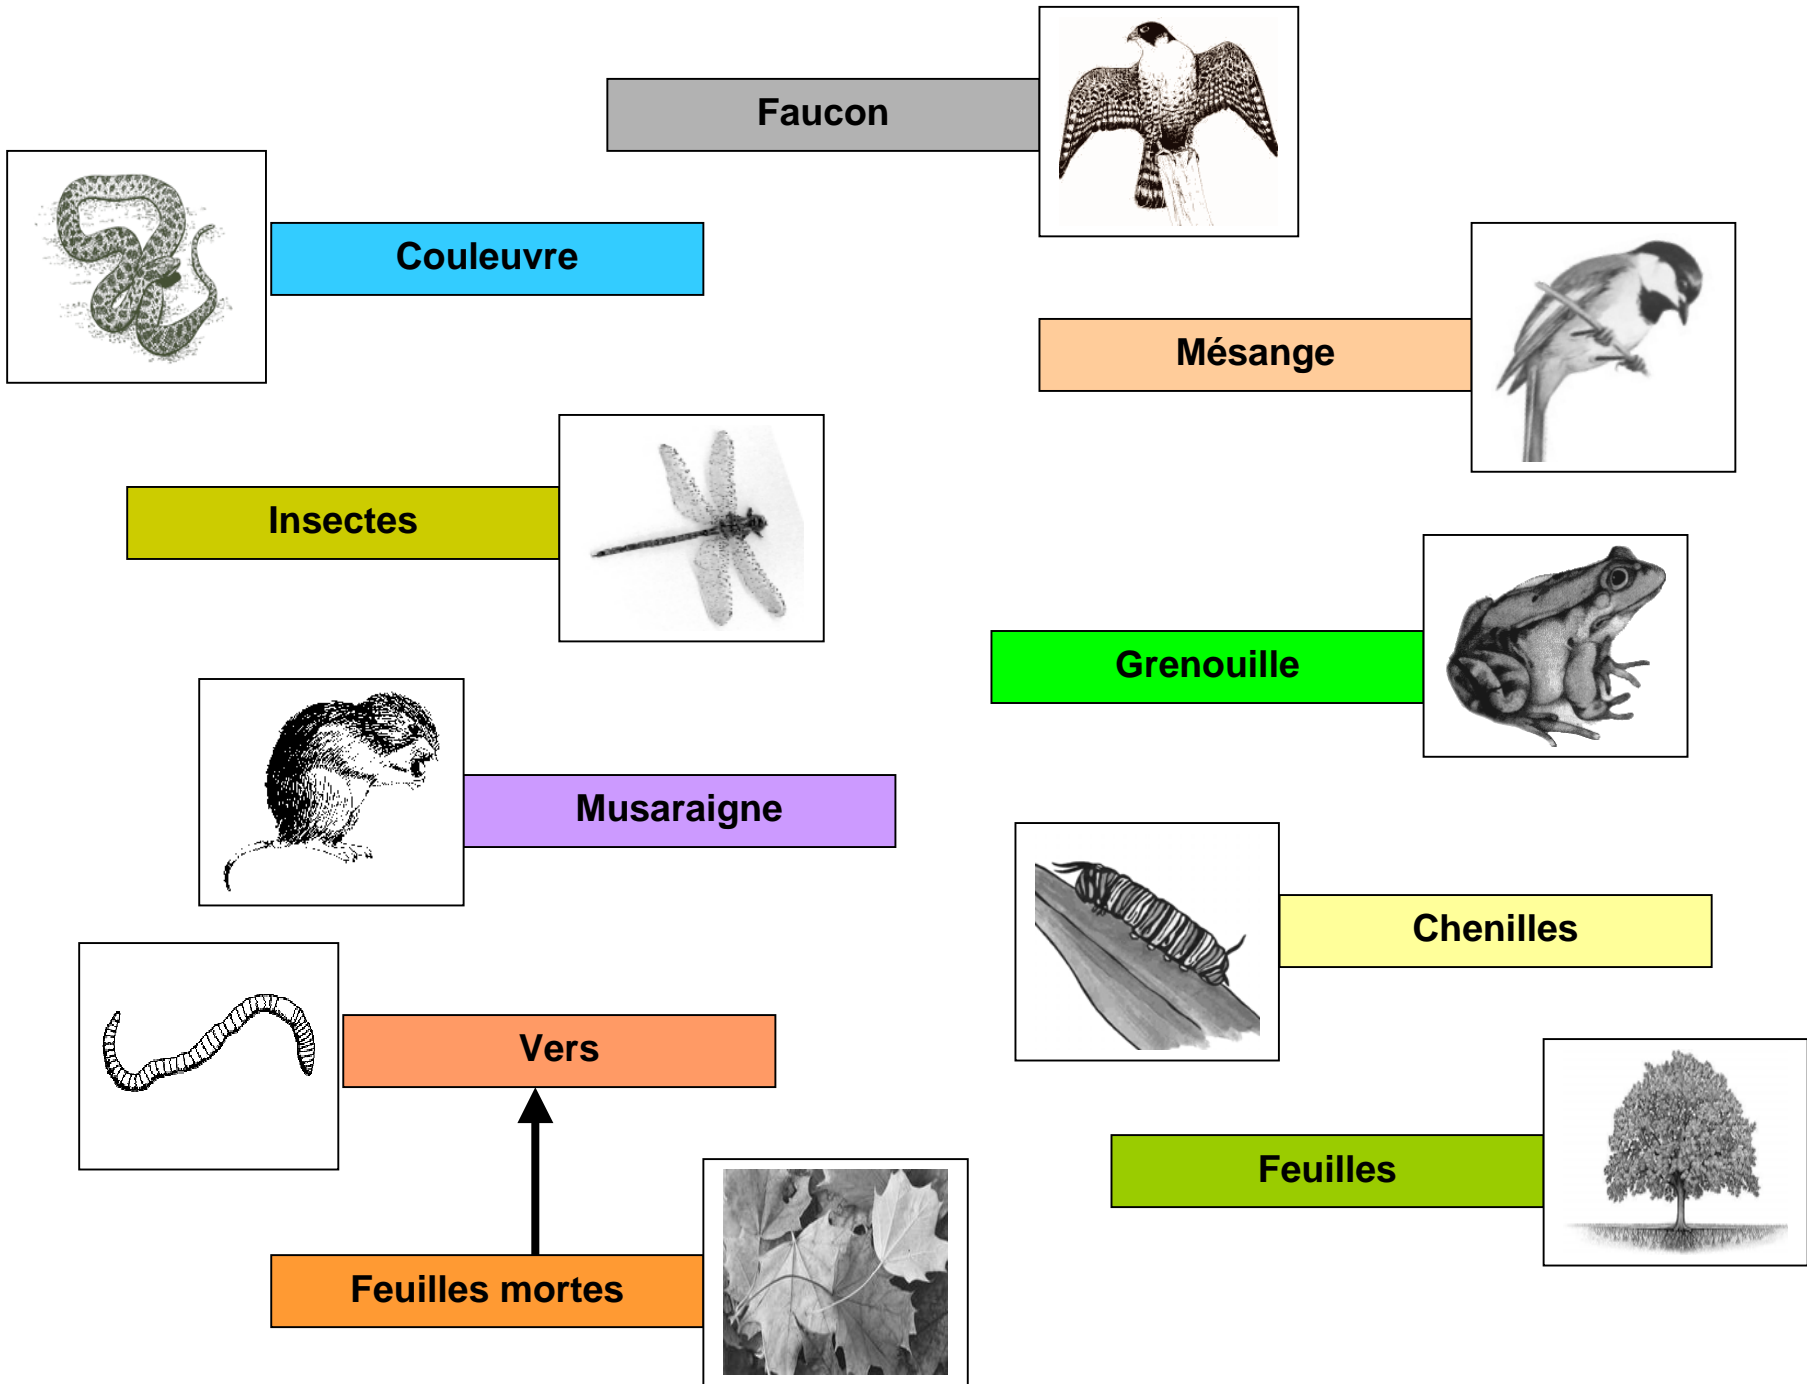 Faucon
Couleuvre
Mésange
Insectes
Grenouille
Musaraigne
Chenilles
Vers
Feuilles
Feuilles mortes